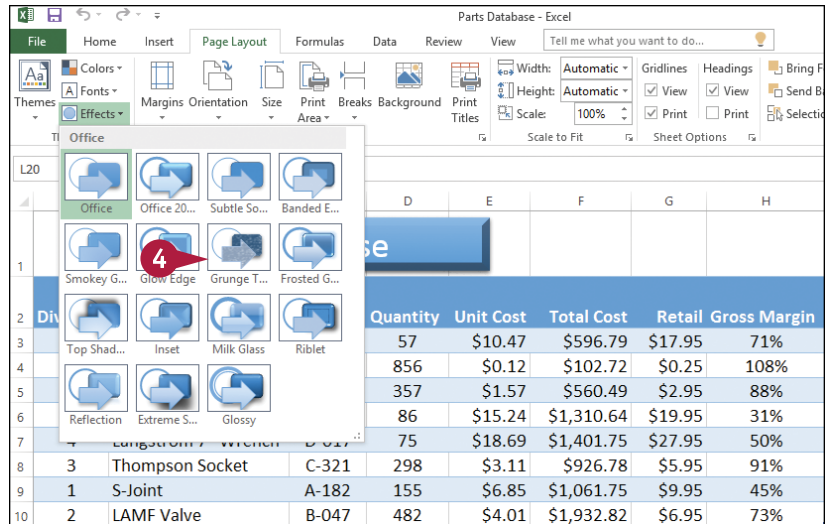 Parts Database - Excel
File Home Insert Page Layout Formulas Data Review View Tell me what you want to do...
Colors Width: Automatic Gridlines Headings Bring F
Aa A Fonts Height: Automatic View View Send Ba
Themes Effects Margins Orientation Size Print Area Breaks Background Print Titles Scale: 100% Print Print Selectio
Scale to Fit Sheet Options
Office
L20
Office Office 20... Subtle So... Banded E...
D E F G H
4 se
1 Smokey G... Glow Edge Grunge T... Frosted G...
2 Div Quantity Unit Cost Total Cost Retail Gross Margin
Top Shad... Inset Milk Glass Riblet
3 57 $10.47 $596.79 $17.95 71%
4 856 $0.12 $102.72 $0.25 108%
5 357 $1.57 $560.49 $2.95 88%
6 86 $15.24 $1,310.64 $19.95 31%
Reflection Extreme S... Glossy
7 4 Langstrom 7" Wrench D-017 75 $18.69 $1,401.75 $27.95 50%
8 3 Thompson Socket C-321 298 $3.11 $926.78 $5.95 91%
9 1 S-Joint A-182 155 $6.85 $1,061.75 $9.95 45%
10 2 LAMF Valve B-047 482 $4.01 $1,932.82 $6.95 73%